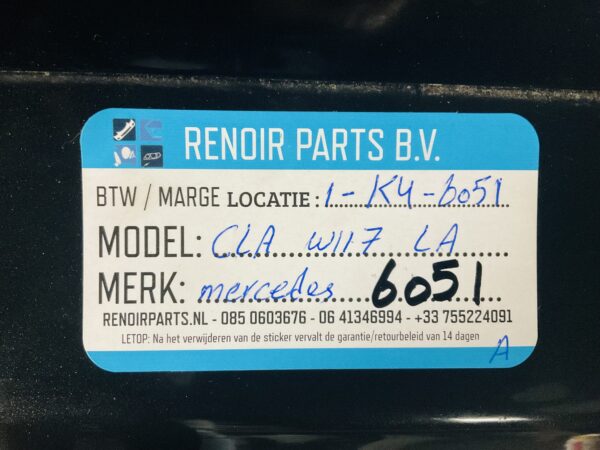 RENOIR PARTS B.V.
BTW / MARGE LOCATIE: 1-K4-6051
MODEL: CLA W117 LA
MERK: mercedes 6051
RENOIRPARTS.NL - 085 0603676 - 06 41346994 - +33 755224091
LETOP: Na het verwijderen van de sticker vervalt de garantie/retourbeleid van 14 dagen
A